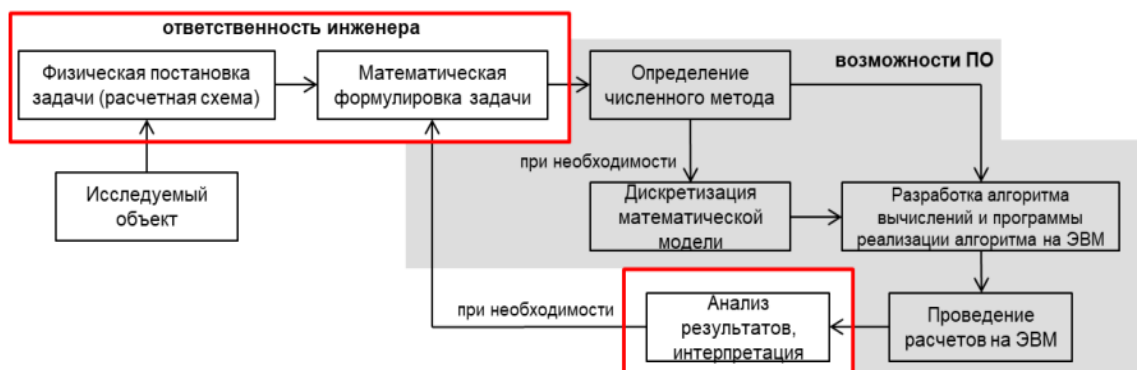 ответственность инженера
Физическая постановка
задачи (расчетная схема)
Математическая
формулировка задачи
Определение
численного метода
возможности ПО
при необходимости
Исследуемый
объект
Дискретизация
математической
модели
Разработка алгоритма
вычислений и программы
реализации алгоритма на ЭВМ
при необходимости
Анализ
результатов,
интерпретация
Проведение
расчетов на ЭВМ